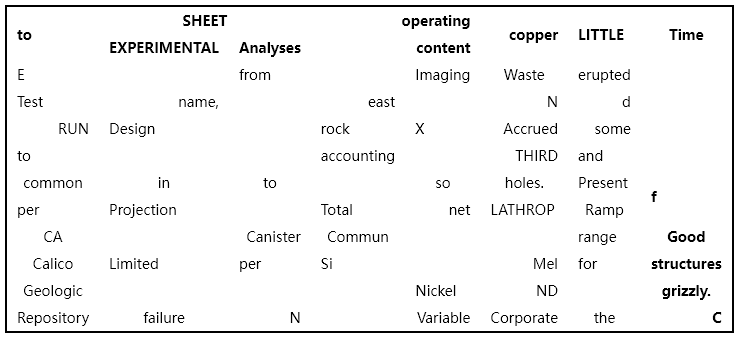 SHEET operating
to copper LITTLE Time
EXPERIMENTAL Analyses content
E from Imaging Waste erupted
Test name, east N d
RUN Design rock X Accrued some
to accounting THIRD and
common in to so holes. Present
f
per Projection Total net LATHROP Ramp
CA Canister Commun range Good
Calico Limited per Si Mel for structures
Geologic Nickel ND grizzly.
Repository failure N Variable Corporate the C